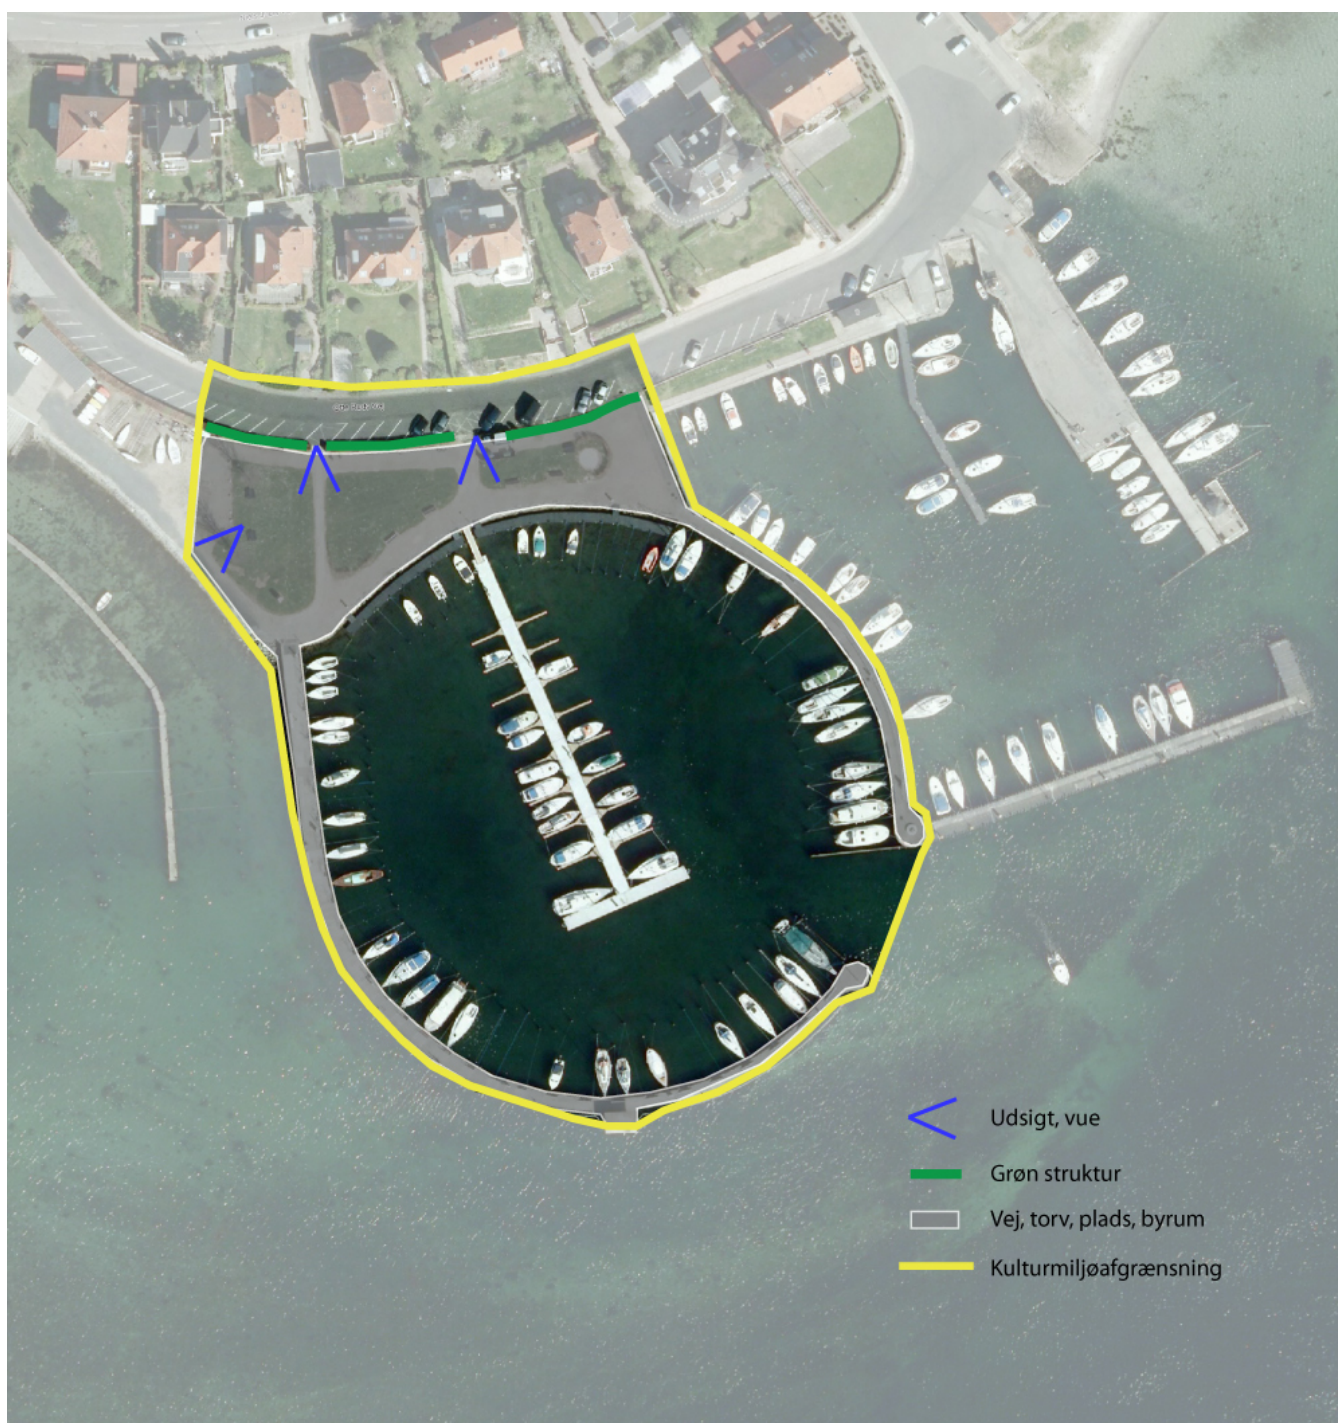 Udsigt, vue
Grøn struktur
Vej, torv, plads, byrum
Kulturmiljøafgrænsning